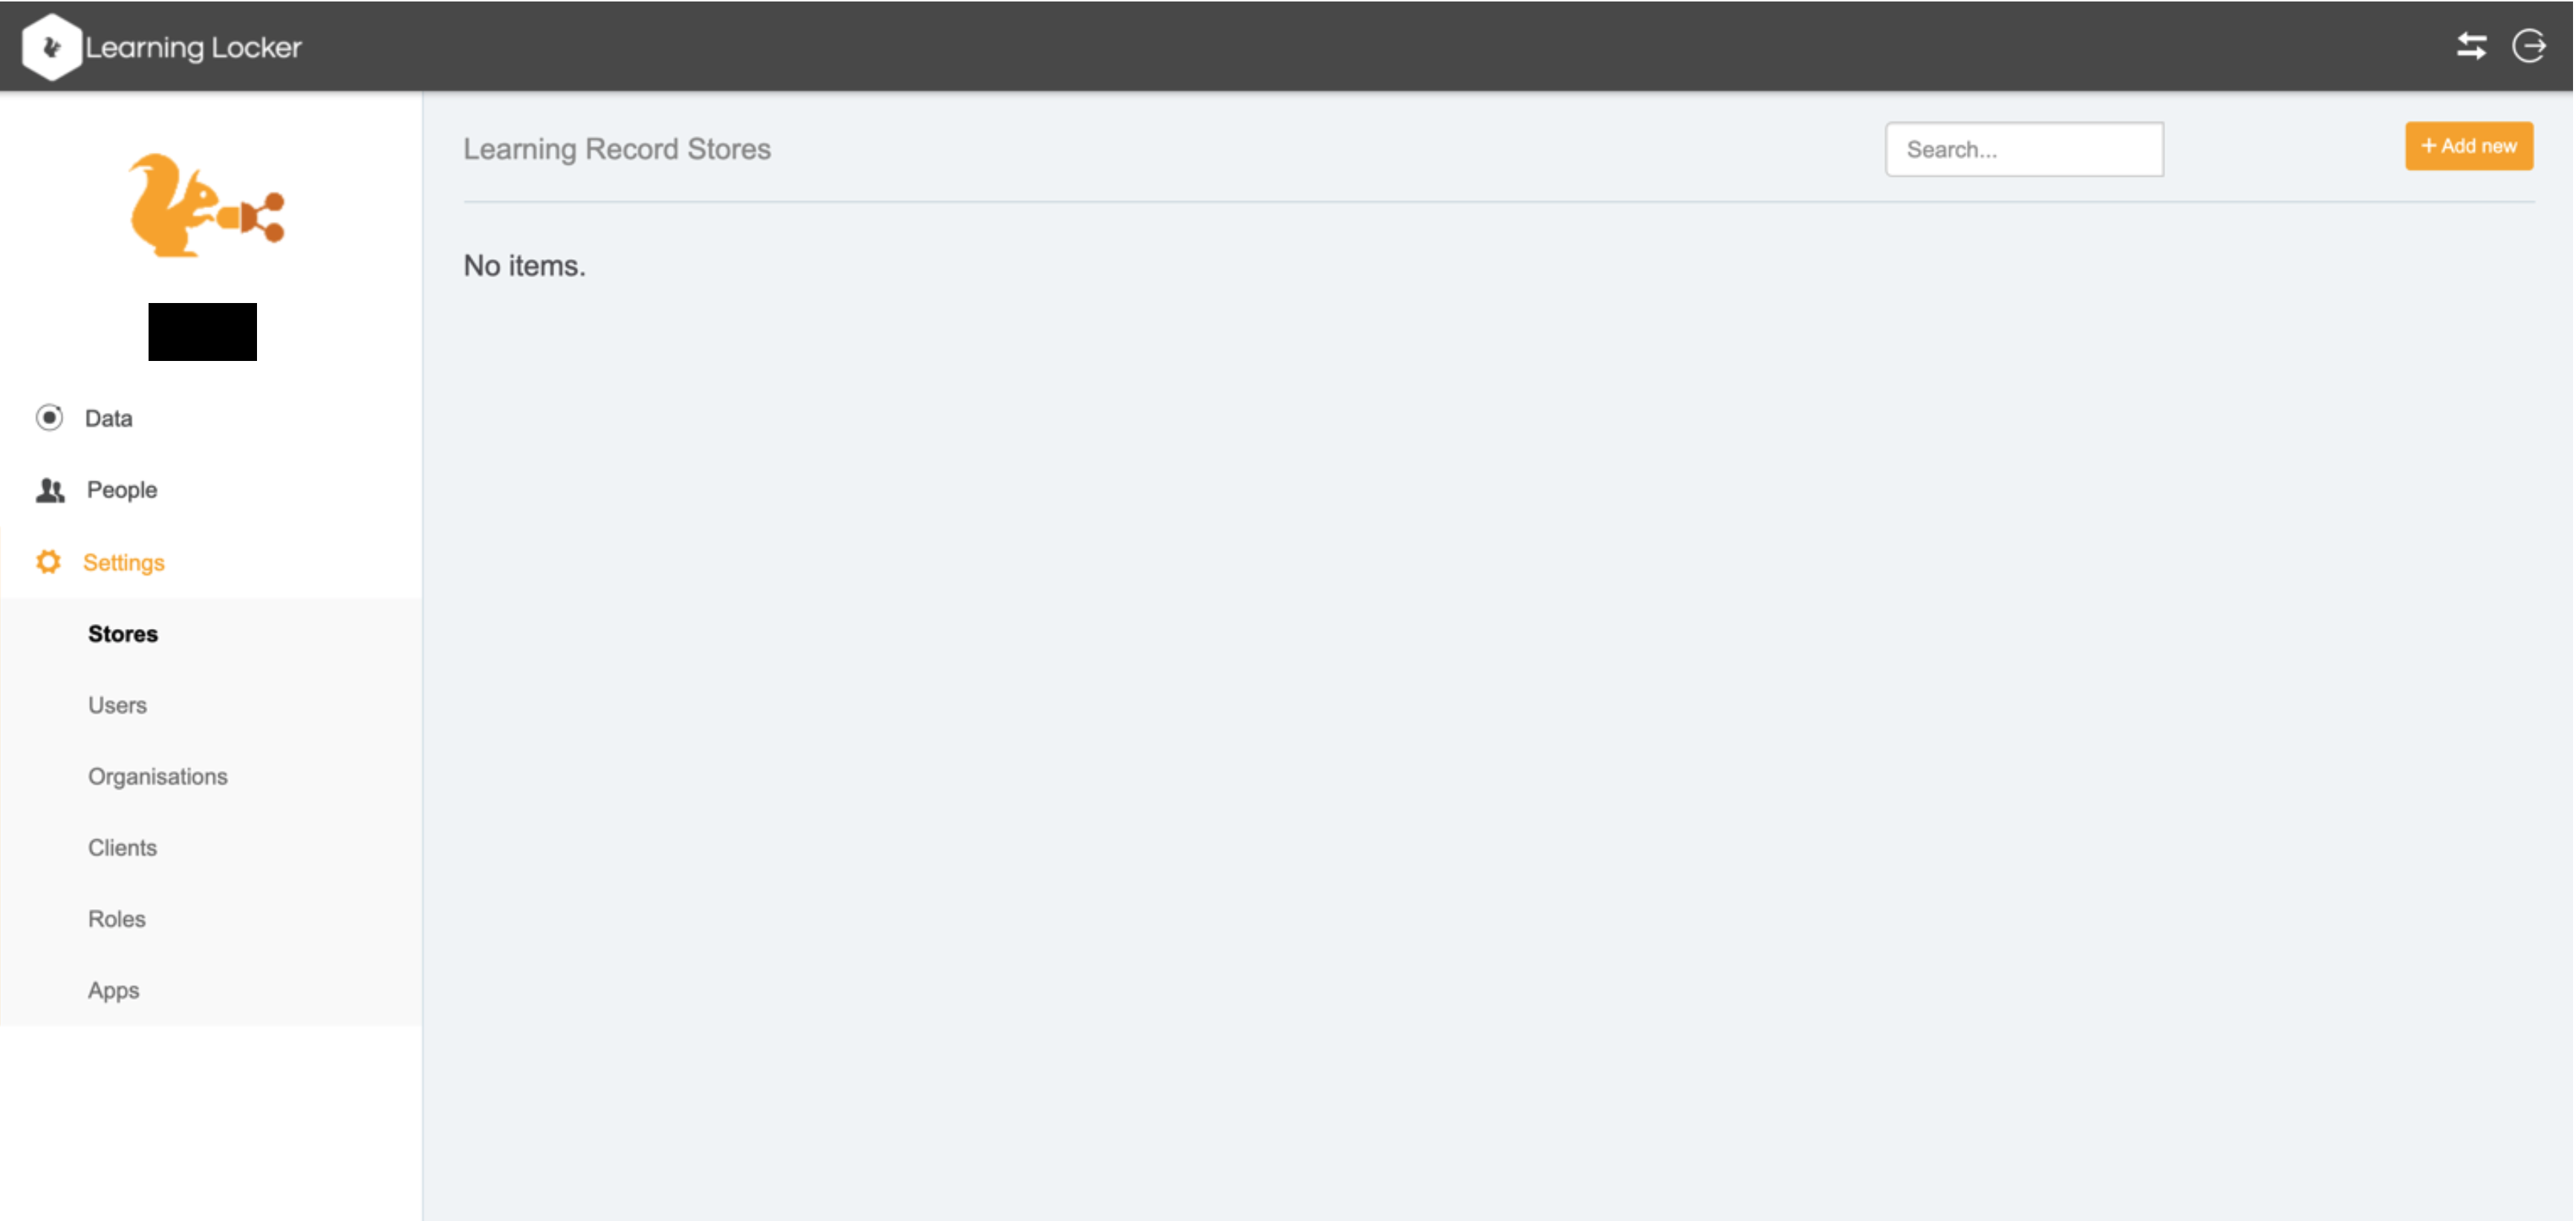 Learning Locker
Learning Record Stores
Search...
+ Add new
No items.
Data
People
Settings
Stores
Users
Organisations
Clients
Roles
Apps